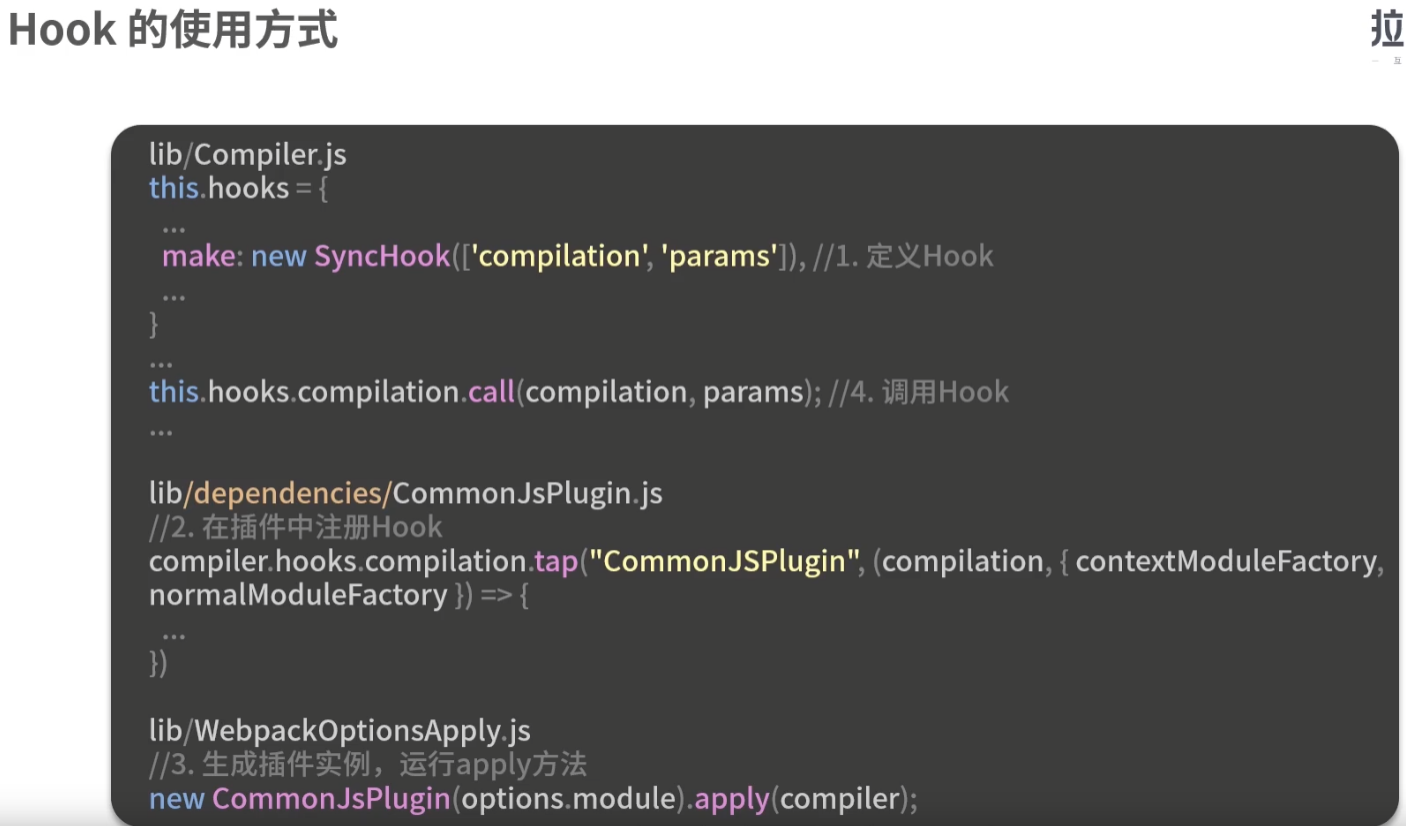 Hook 的使用方式
拉
一 互
lib/Compiler.js
this.hooks = {
...
make: new SyncHook(['compilation', 'params']), //1. 定义Hook
...
}
...
this.hooks.compilation.call(compilation, params); //4. 调用Hook
...
lib/dependencies/CommonJsPlugin.js
//2. 在插件中注册Hook
compiler.hooks.compilation.tap("CommonJSPlugin", (compilation, { contextModuleFactory,
normalModuleFactory }) => {
...
})
lib/WebpackOptionsApply.js
//3. 生成插件实例，运行apply方法
new CommonJsPlugin(options.module).apply(compiler);